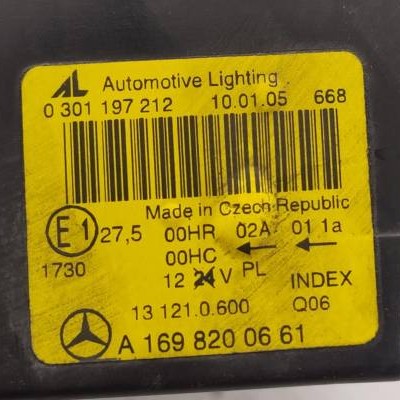 AL Automotive Lighting
0 301 197 212 10.01.05 668
Made in Czech Republic
E1 27,5 00HR 02A 01 1a
1730 00HC
12 24 V PL INDEX
13 121.0.600 Q06
A 169 820 06 61